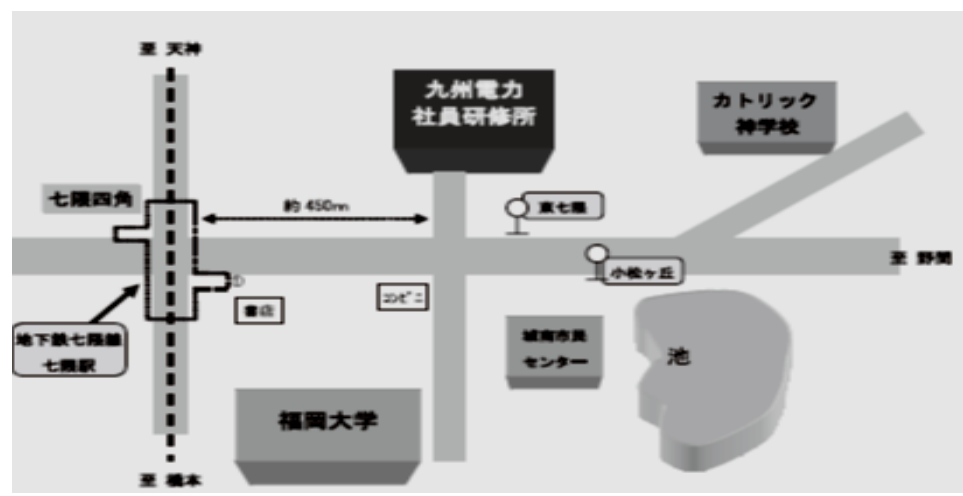 至 天神
九州電力
社員研修所
カトリック
神学校
七隈四角
約 450m
東七隈
至 野間
小松ヶ丘
①
書店
コンビニ
地下鉄七隈線
七隈駅
城南市民
センター
池
福岡大学
至 橋本